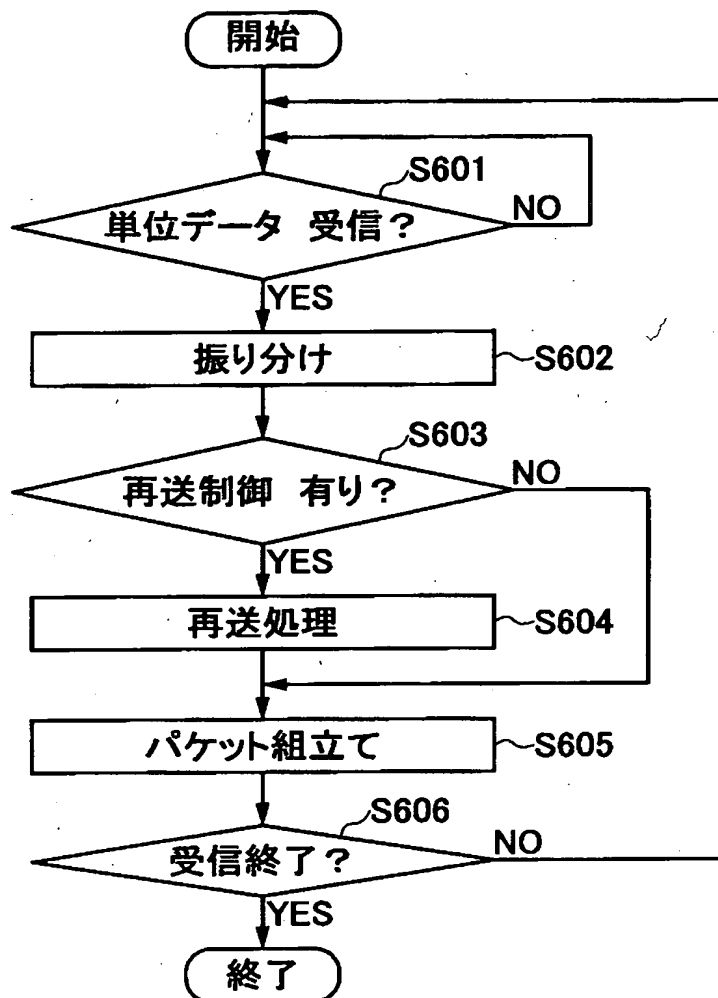 開始
S601
単位データ 受信?
NO
YES
振り分け
S602
S603
再送制御 有り?
NO
YES
再送処理
S604
パケット組立て
S605
S606
受信終了?
NO
YES
終了